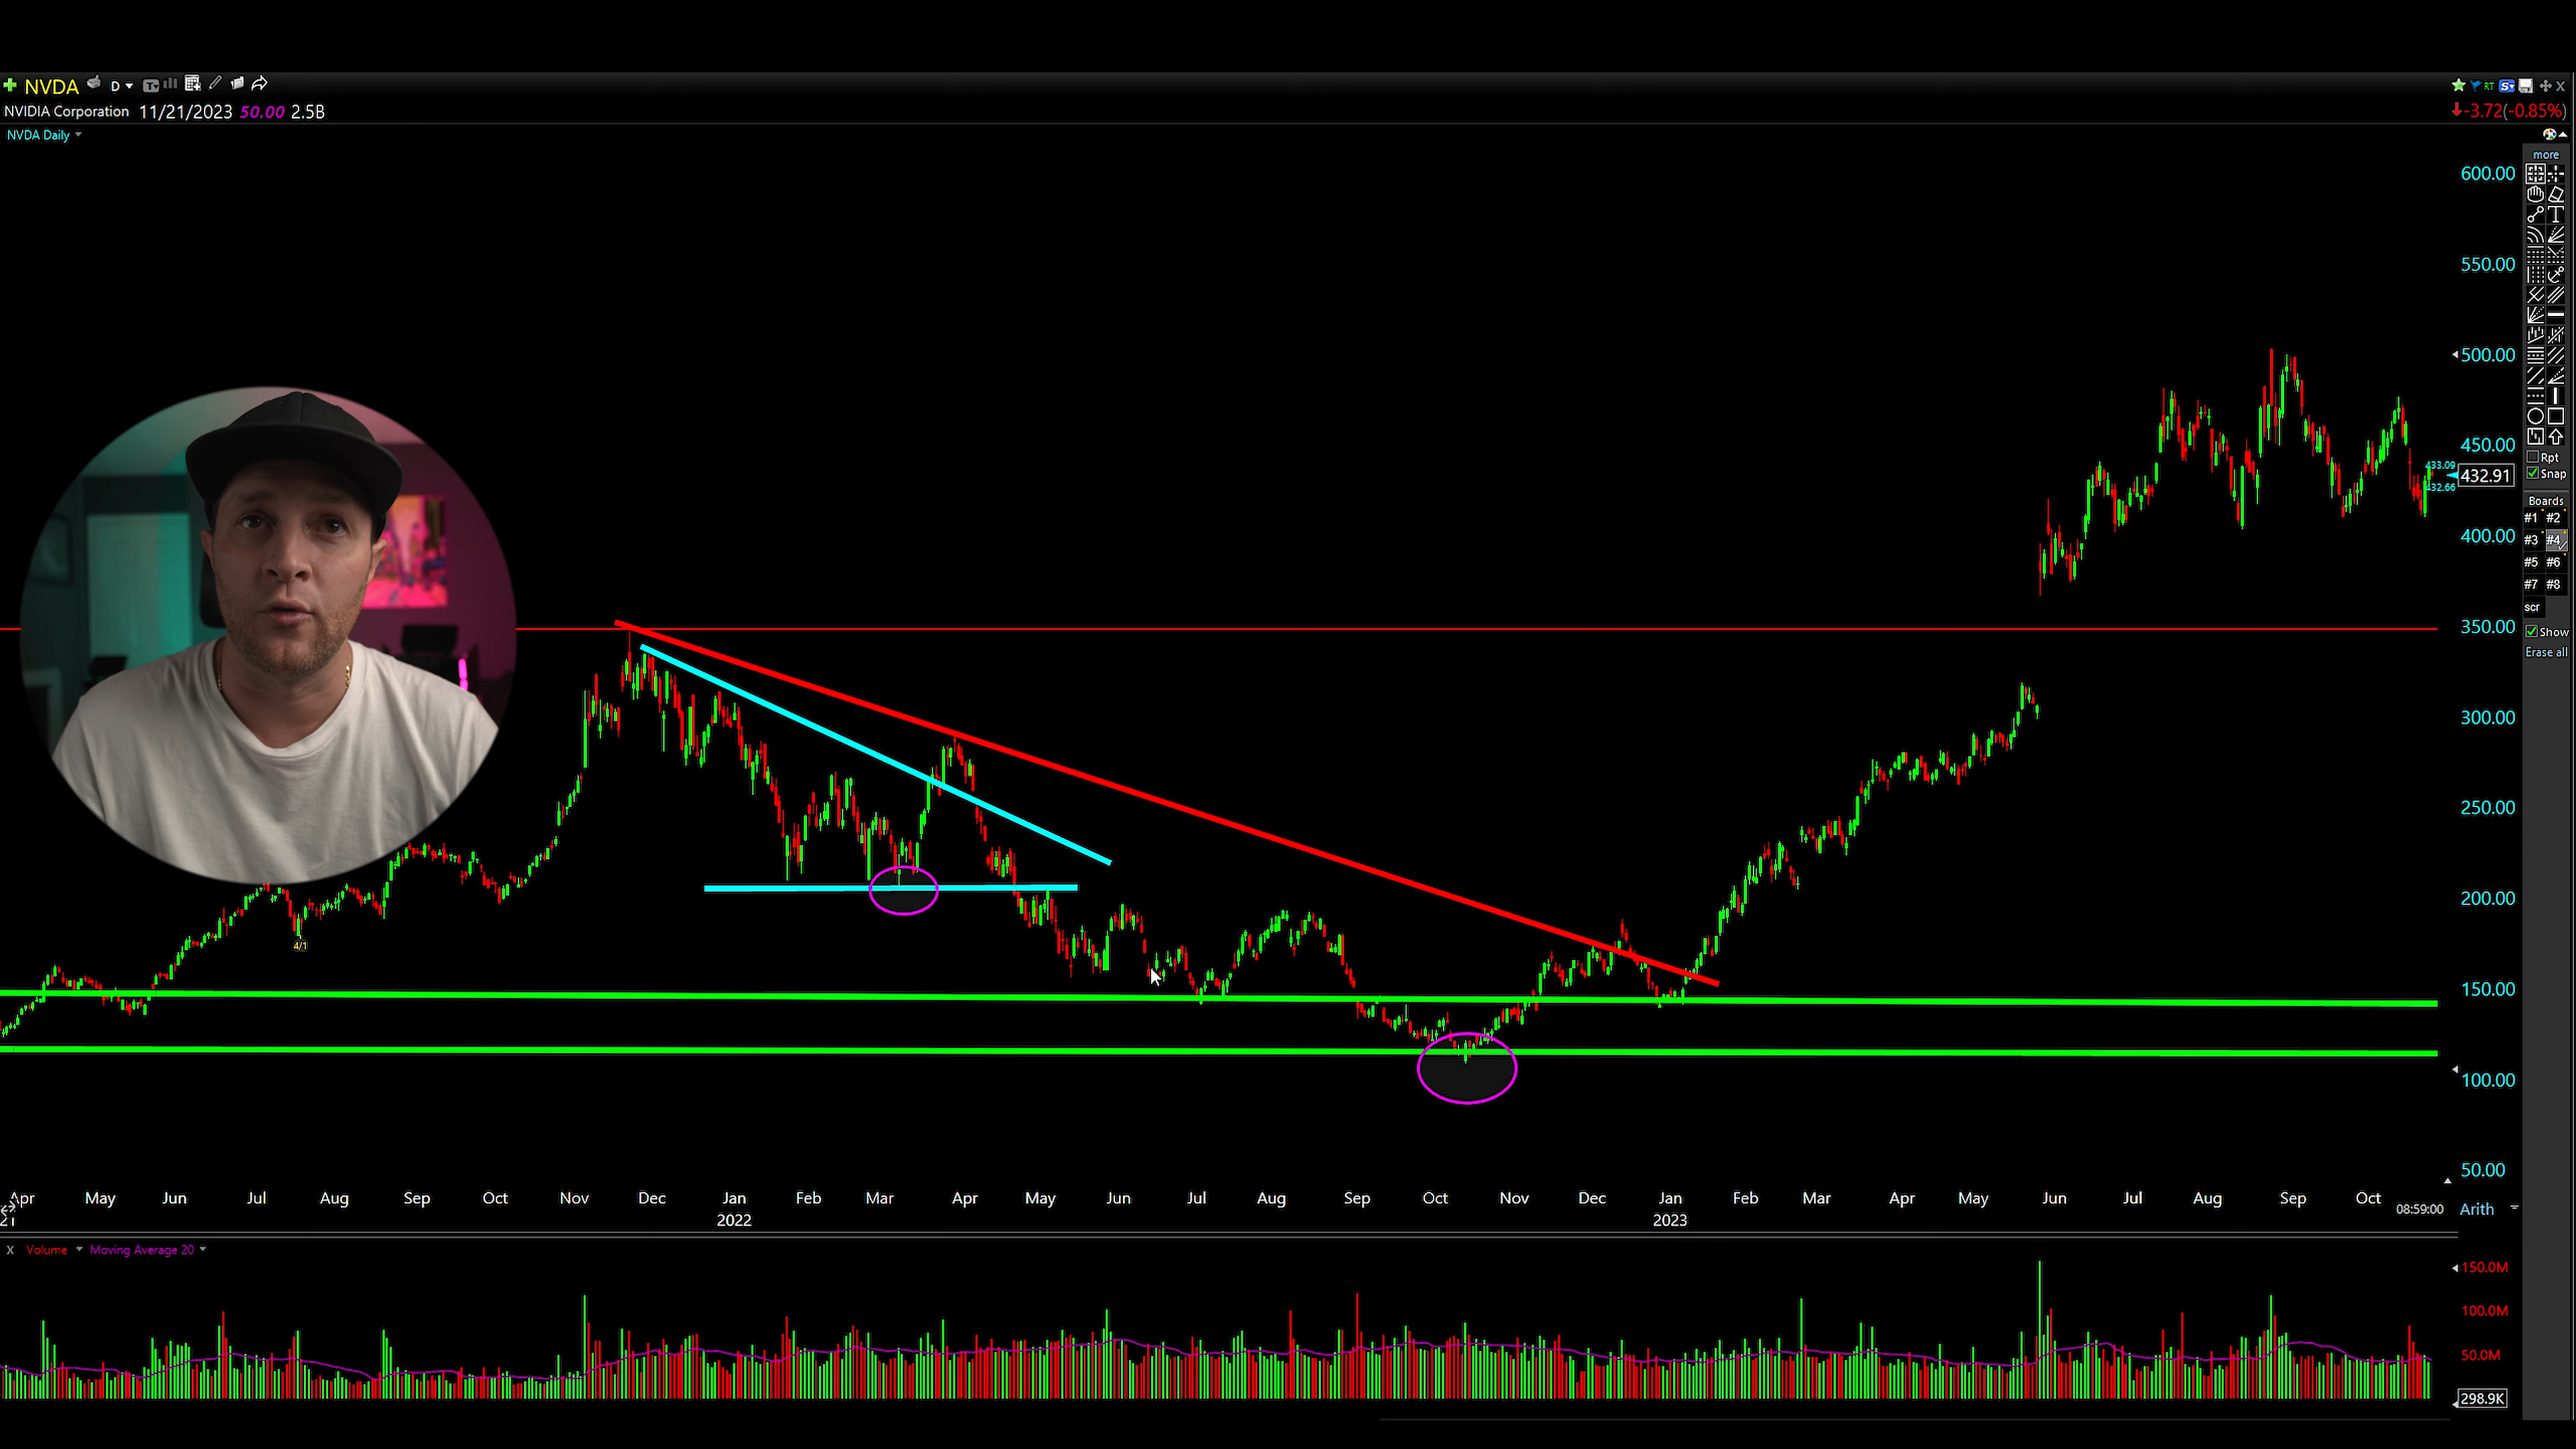 NVDA D
RT
NVIDIA Corporation 11/21/2023 50.00 2.5B
-3.72(-0.85%)
NVDA Daily
more
600.00
550.00
500.00
450.00
433.09
432.91
432.66
400.00
350.00
300.00
250.00
200.00
150.00
100.00
50.00
Rpt
Snap
Boards
#1 #2
#3 #4
#5 #6
#7 #8
scr
Show
Erase all
4/1
Apr May Jun Jul Aug Sep Oct Nov Dec Jan Feb Mar Apr May Jun Jul Aug Sep Oct Nov Dec Jan Feb Mar Apr May Jun Jul Aug Sep Oct 08:59:00 Arith
2022 2023
X Volume Moving Average 20
150.0M
100.0M
50.0M
298.9K